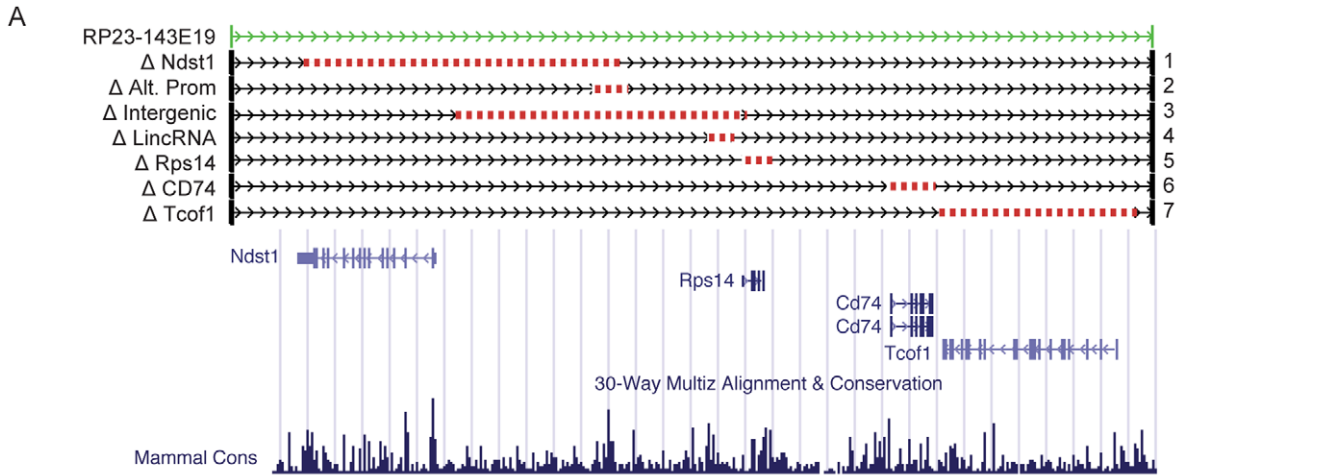 A
RP23-143E19
Δ Ndst1 1
Δ Alt. Prom 2
Δ Intergenic 3
Δ LincRNA 4
Δ Rps14 5
Δ CD74 6
Δ Tcof1 7
Ndst1
Rps14
Cd74
Cd74
Tcof1
30-Way Multiz Alignment & Conservation
Mammal Cons